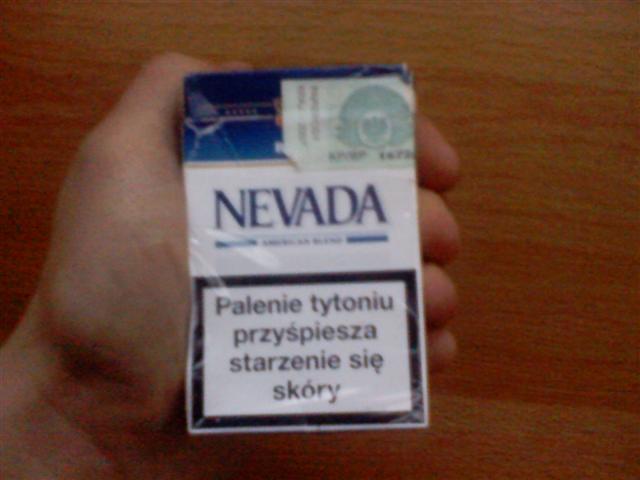 NEVADA
AMERICAN BLEND
Palenie tytoniu
przyśpiesza
starzenie się
skóry